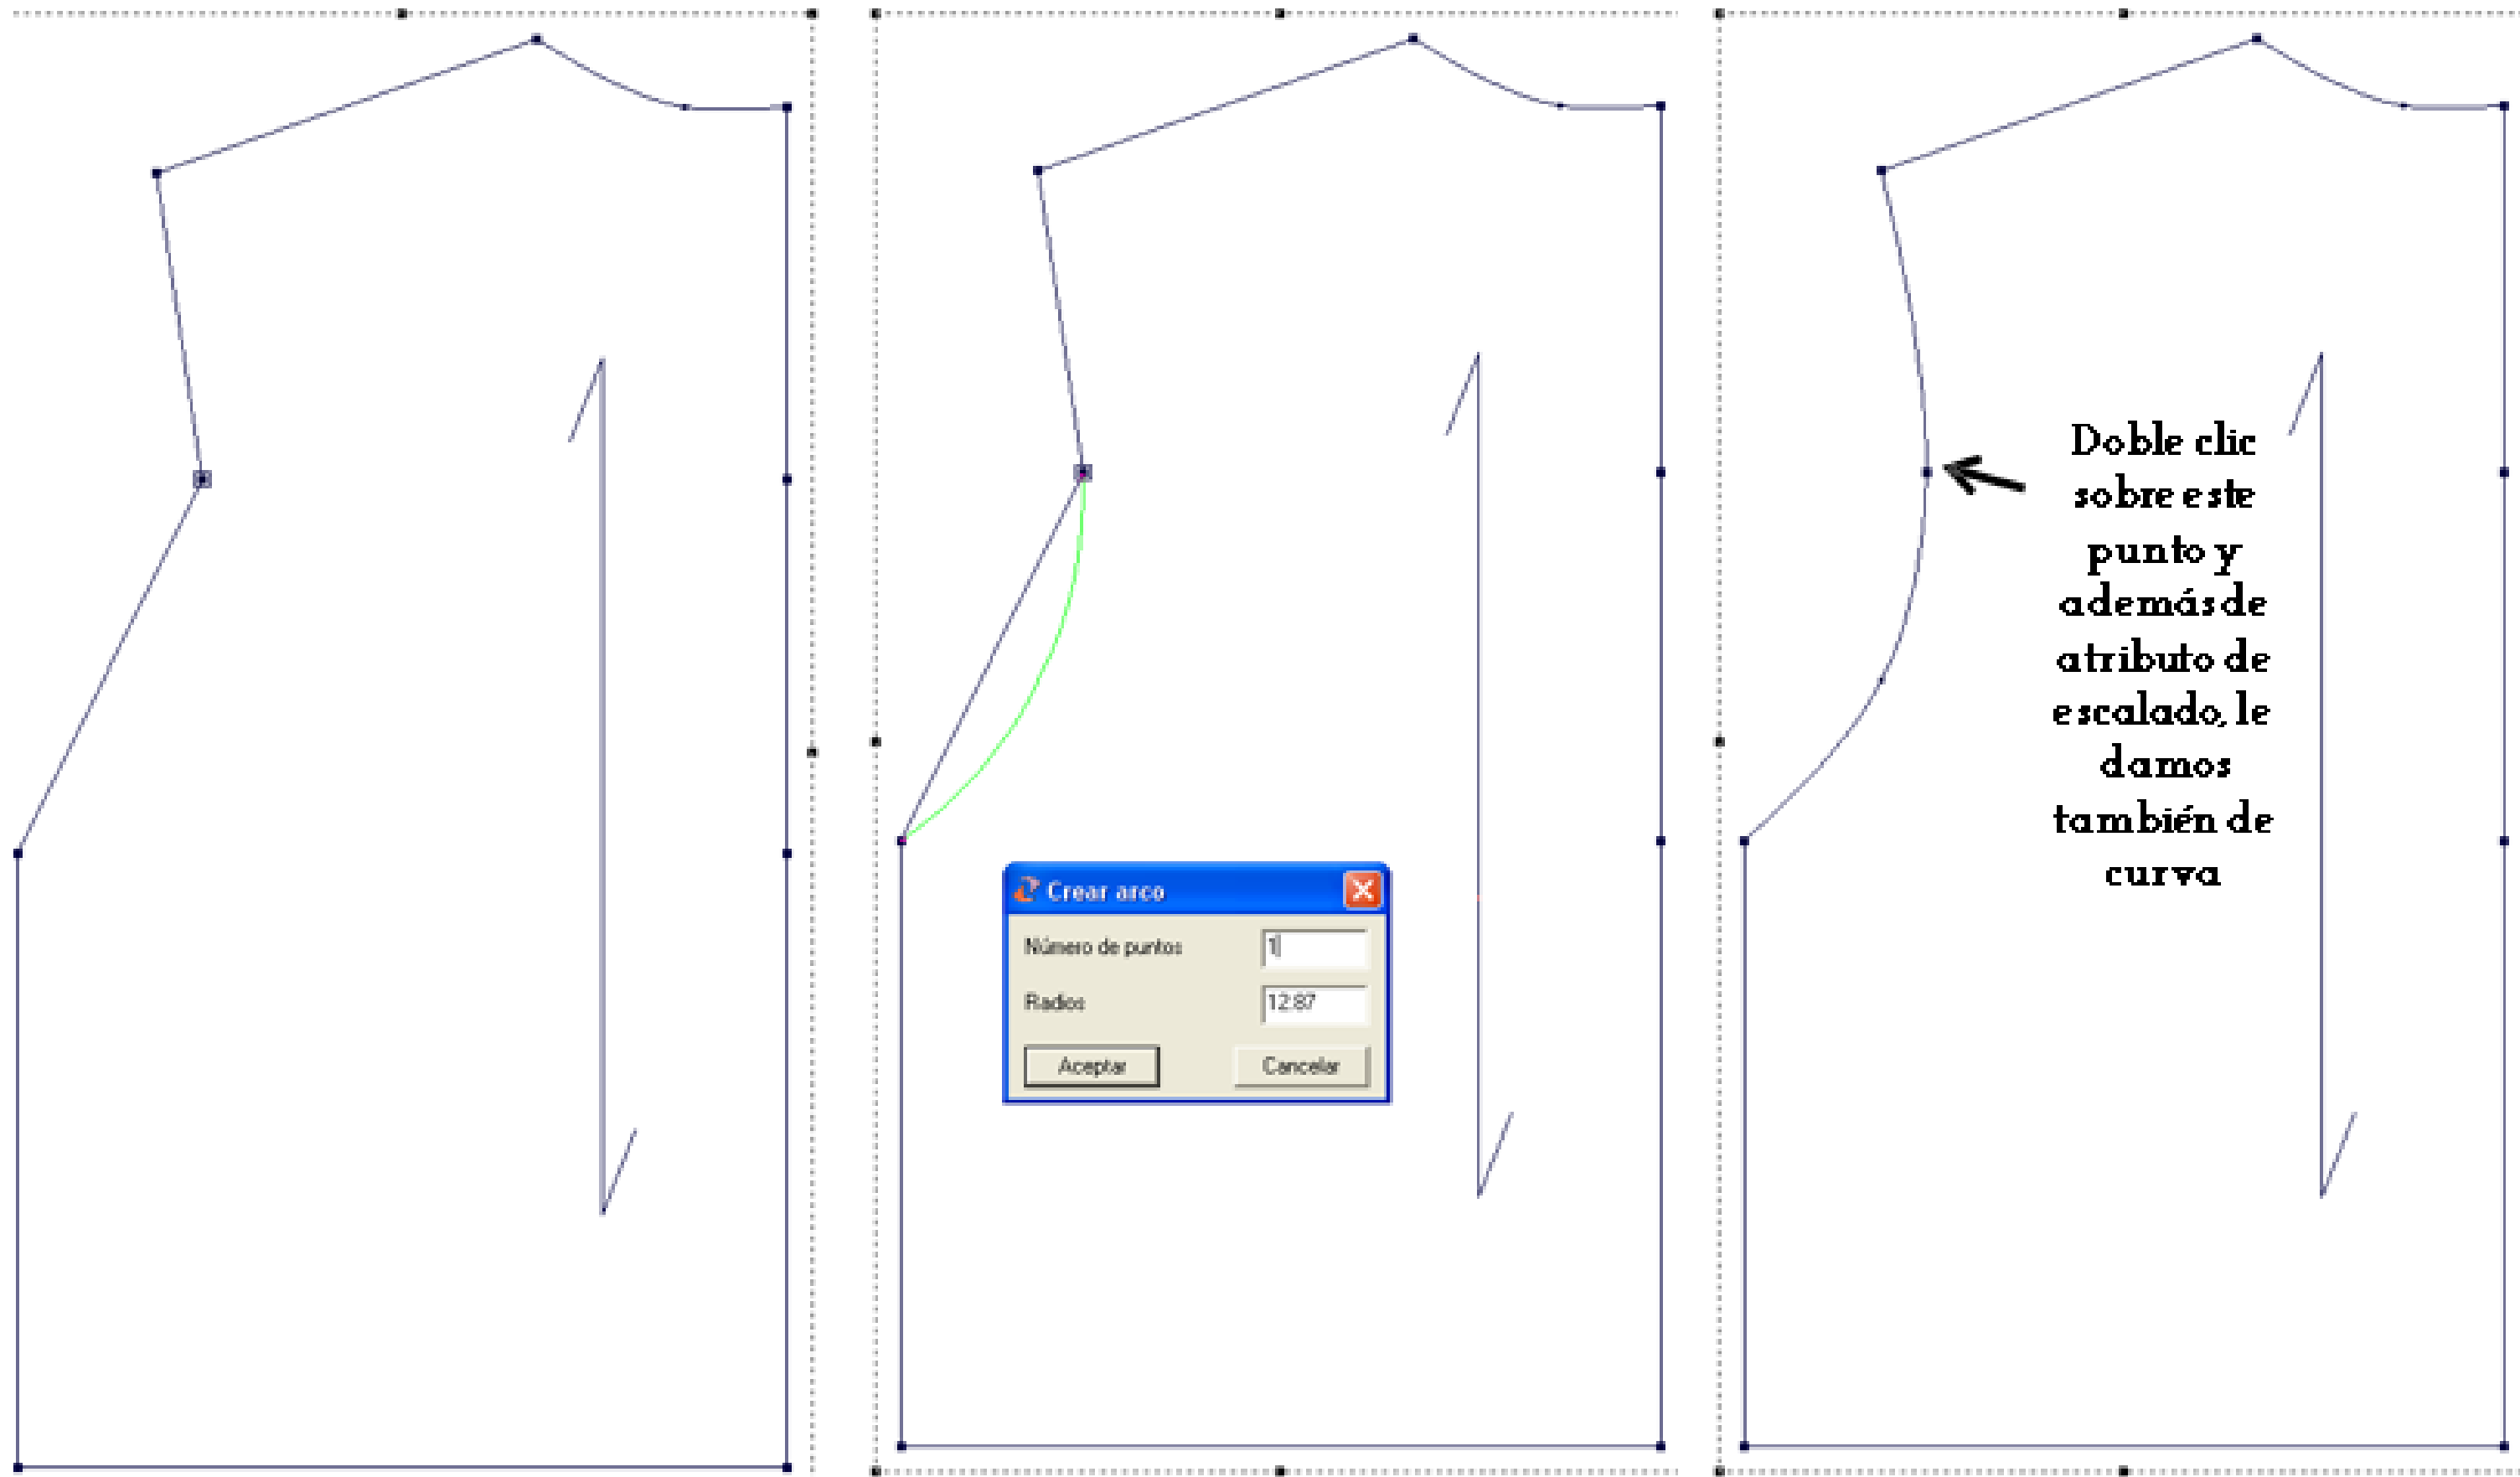 Crear arco
Número de puntos 1
Radios 12.87
Aceptar Cancelar
Doble clic
sobre este
punto y
además de
atributo de
escalado, le
damos
también de
curva